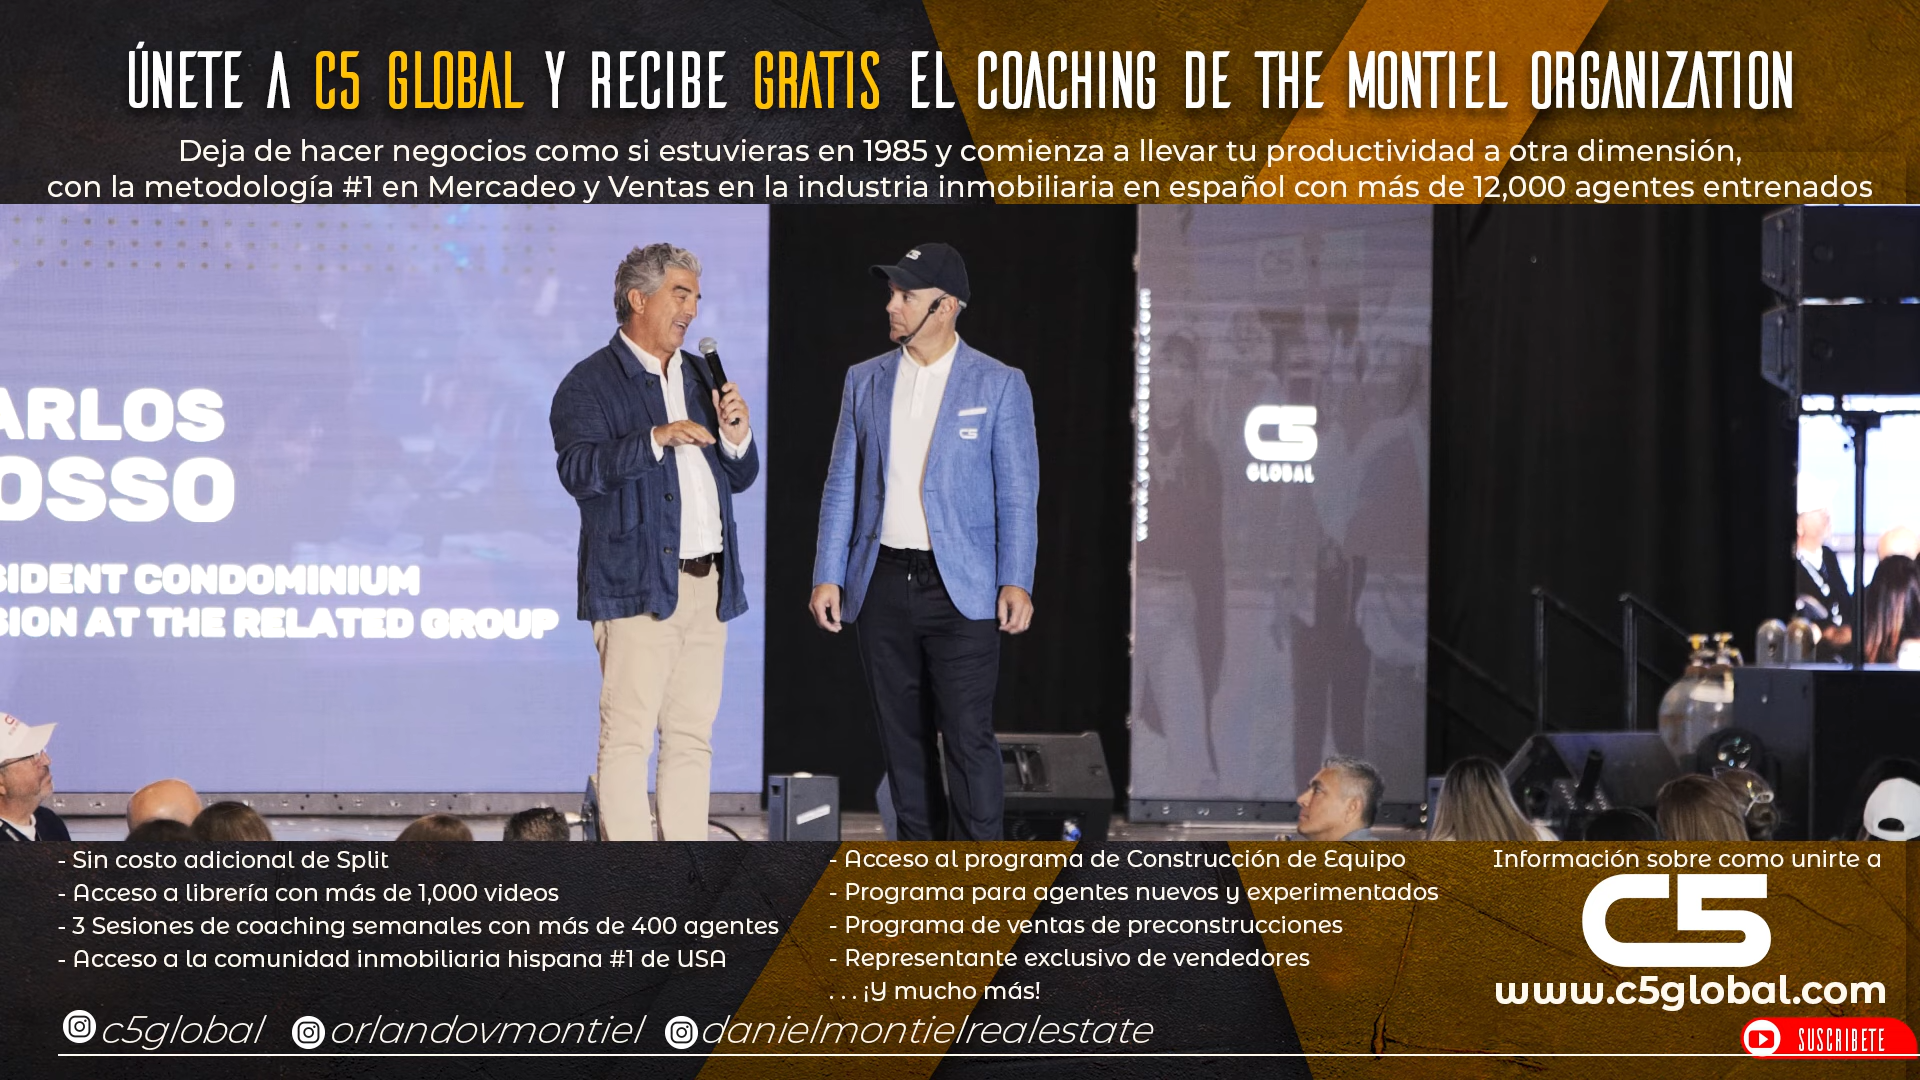 ÚNETE A C5 GLOBAL Y RECIBE GRATIS EL COACHING DE THE MONTIEL ORGANIZATION
Deja de hacer negocios como si estuvieras en 1985 y comienza a llevar tu productividad a otra dimensión,
con la metodología #1 en Mercadeo y Ventas en la industria inmobiliaria en español con más de 12,000 agentes entrenados
ARLOS
OSSO
SIDENT CONDOMINIUM
SION AT THE RELATED GROUP
C5
C5
C5
GLOBAL
- Sin costo adicional de Split
- Acceso a librería con más de 1,000 videos
- 3 Sesiones de coaching semanales con más de 400 agentes
- Acceso a la comunidad inmobiliaria hispana #1 de USA
- Acceso al programa de Construcción de Equipo
- Programa para agentes nuevos y experimentados
- Programa de ventas de preconstrucciones
- Representante exclusivo de vendedores
. . . ¡Y mucho más!
Información sobre como unirte a
C5
www.c5global.com
c5global orlandovmontiel danielmontielrealestate
SUSCRIBETE